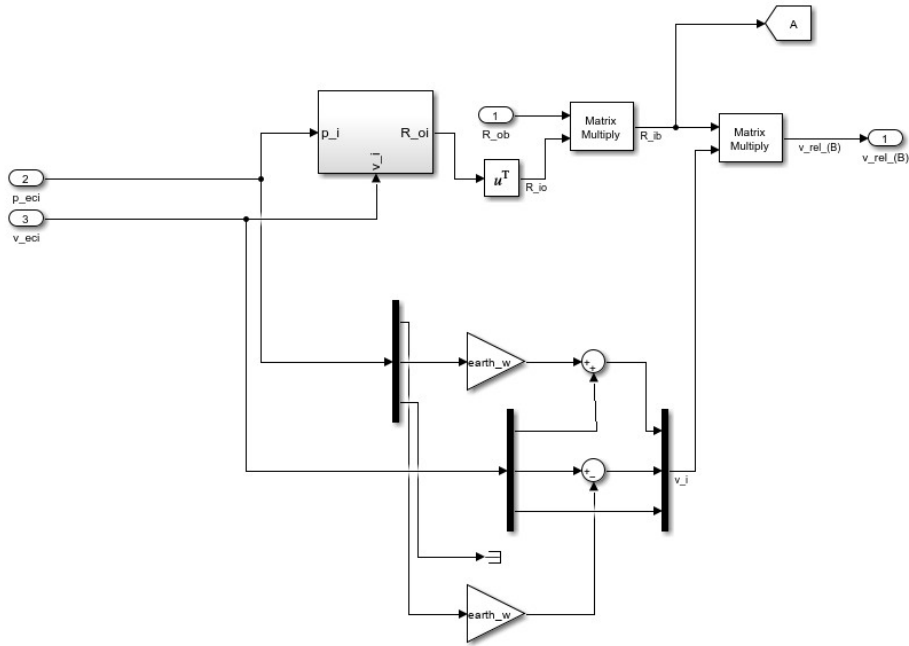 A
p_i
R_oi
v_i
1
R_ob
Matrix
Multiply
R_ib
Matrix
Multiply
v_rel_(B)
1
v_rel_(B)
2
p_eci
uT
R_io
3
v_eci
earth_w
+
+
+
−
v_i
earth_w